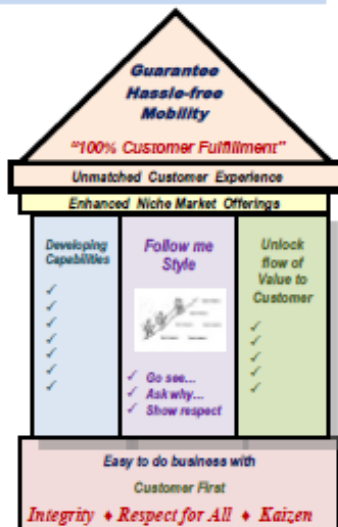 Guarantee
Hassle-free
Mobility
"100% Customer Fulfillment"
Unmatched Customer Experience
Enhanced Niche Market Offerings
Developing
Capabilities
✓
✓
✓
✓
✓
✓
✓
Follow me
Style
✓ Go see...
✓ Ask why...
✓ Show respect
Unlock
flow of
Value to
Customer
✓
✓
✓
✓
✓
Easy to do business with
Customer First
Integrity ♦ Respect for All ♦ Kaizen